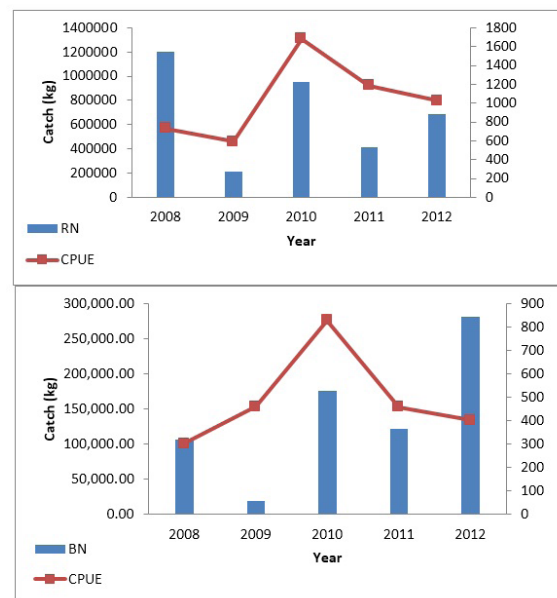 1400000 1800
1200000 1600
1000000 1400
800000 1200
600000 1000
400000 800
200000 600
0 400
200
0
Catch (kg)
2008 2009 2010 2011 2012
RN
Year
CPUE
300,000.00 900
250,000.00 800
200,000.00 700
150,000.00 600
100,000.00 500
50,000.00 400
0.00 300
200
100
0
Catch (kg)
2008 2009 2010 2011 2012
BN
Year
CPUE